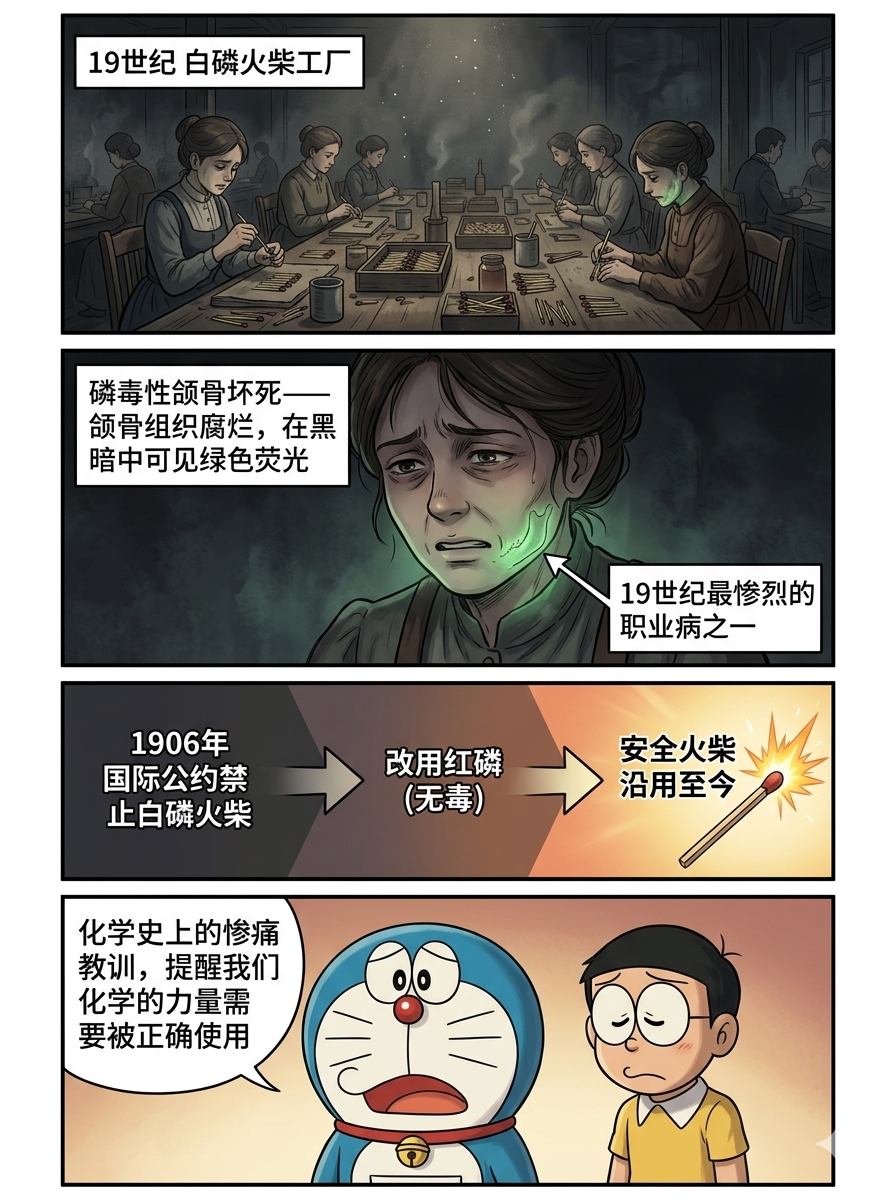 19世纪 白磷火柴工厂
磷毒性颌骨坏死——
颌骨组织腐烂，在黑
暗中可见绿色荧光
19世纪最惨烈的
职业病之一
1906年
国际公约禁
止白磷火柴
改用红磷
(无毒)
安全火柴
沿用至今
化学史上的惨痛
教训，提醒我们
化学的力量需
要被正确使用